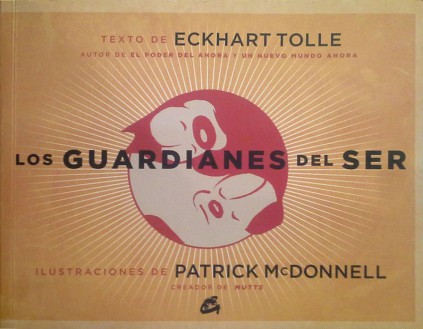 TEXTO DE ECKHART TOLLE
AUTOR DE EL PODER DEL AHORA Y UN NUEVO MUNDO AHORA
LOS GUARDIANES DEL SER
ILUSTRACIONES DE PATRICK McDONNELL
CREADOR DE MUTTS